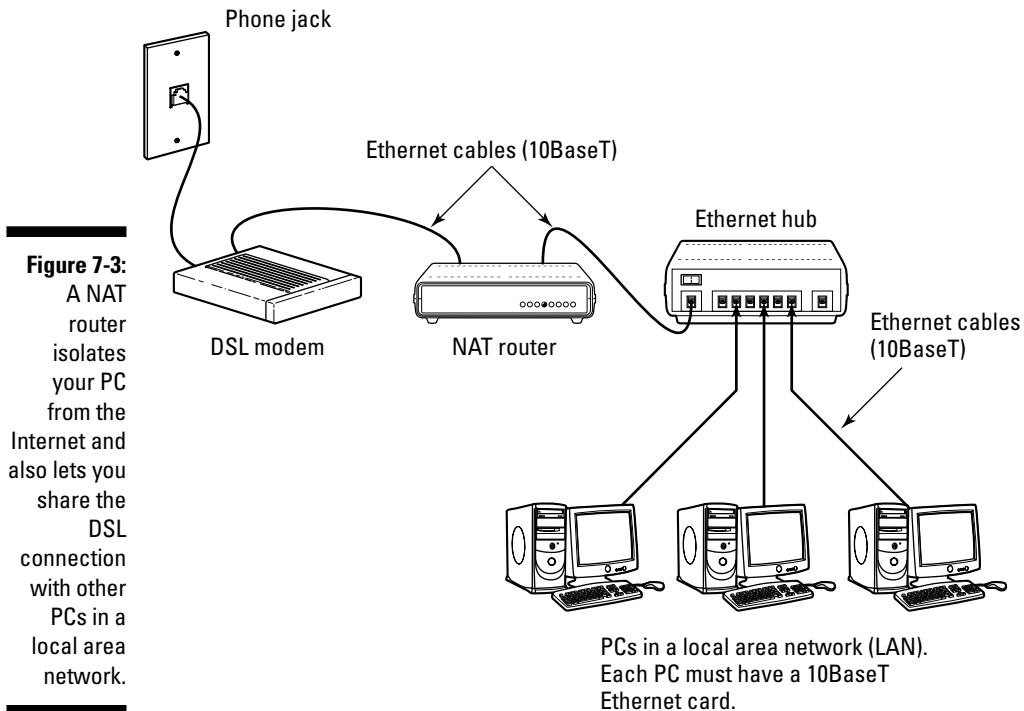 Phone jack
Ethernet cables (10BaseT)
Ethernet hub
Figure 7-3:
A NAT
router
isolates
your PC
from the
Internet and
also lets you
share the
DSL
connection
with other
PCs in a
local area
network.
DSL modem
NAT router
Ethernet cables
(10BaseT)
PCs in a local area network (LAN).
Each PC must have a 10BaseT
Ethernet card.